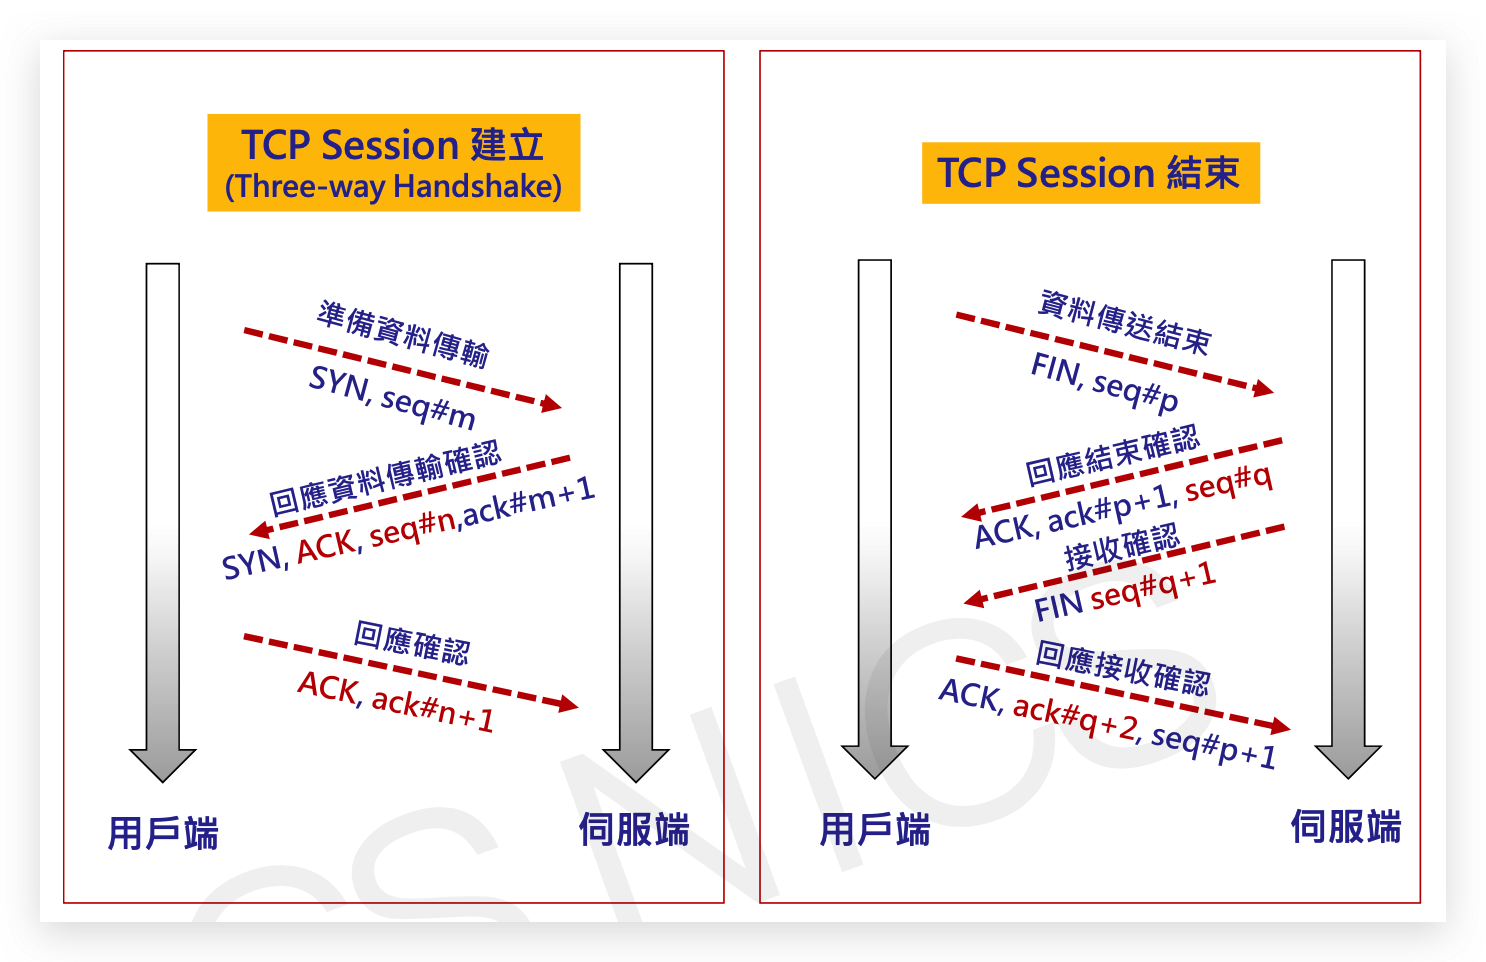 TCP Session 建立
(Three-way Handshake)
準備資料傳輸
SYN, seq#m
回應資料傳輸確認
SYN, ACK, seq#n,ack#m+1
回應確認
ACK, ack#n+1
用戶端
伺服端
TCP Session 結束
資料傳送結束
FIN, seq#p
回應結束確認
ACK, ack#p+1, seq#q
接收確認
FIN seq#q+1
回應接收確認
ACK, ack#q+2, seq#p+1
用戶端
伺服端
CS NICS